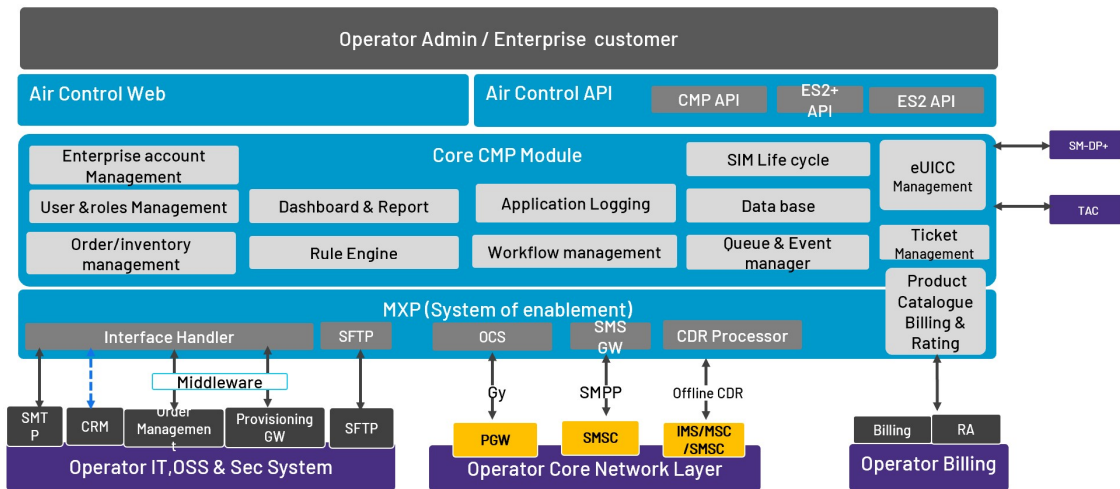 Operator Admin / Enterprise customer
Air Control Web
Air Control API
CMP API
ES2+
API
ES2 API
Core CMP Module
Enterprise account
Management
SIM Life cycle
eUICC
Management
SM-DP+
User &roles Management
Dashboard & Report
Application Logging
Data base
TAC
Order/inventory
management
Rule Engine
Workflow management
Queue & Event
manager
Ticket
Management
Product
Catalogue
Billing &
Rating
MXP (System of enablement)
Interface Handler
SFTP
OCS
SMS
GW
CDR Processor
Middleware
Gy
SMPP
Offline CDR
SMT
P
CRM
Order
Managemen
t
Provisioning
GW
SFTP
PGW
SMSC
IMS/MSC
/SMSC
Billing
RA
Operator IT,OSS & Sec System
Operator Core Network Layer
Operator Billing